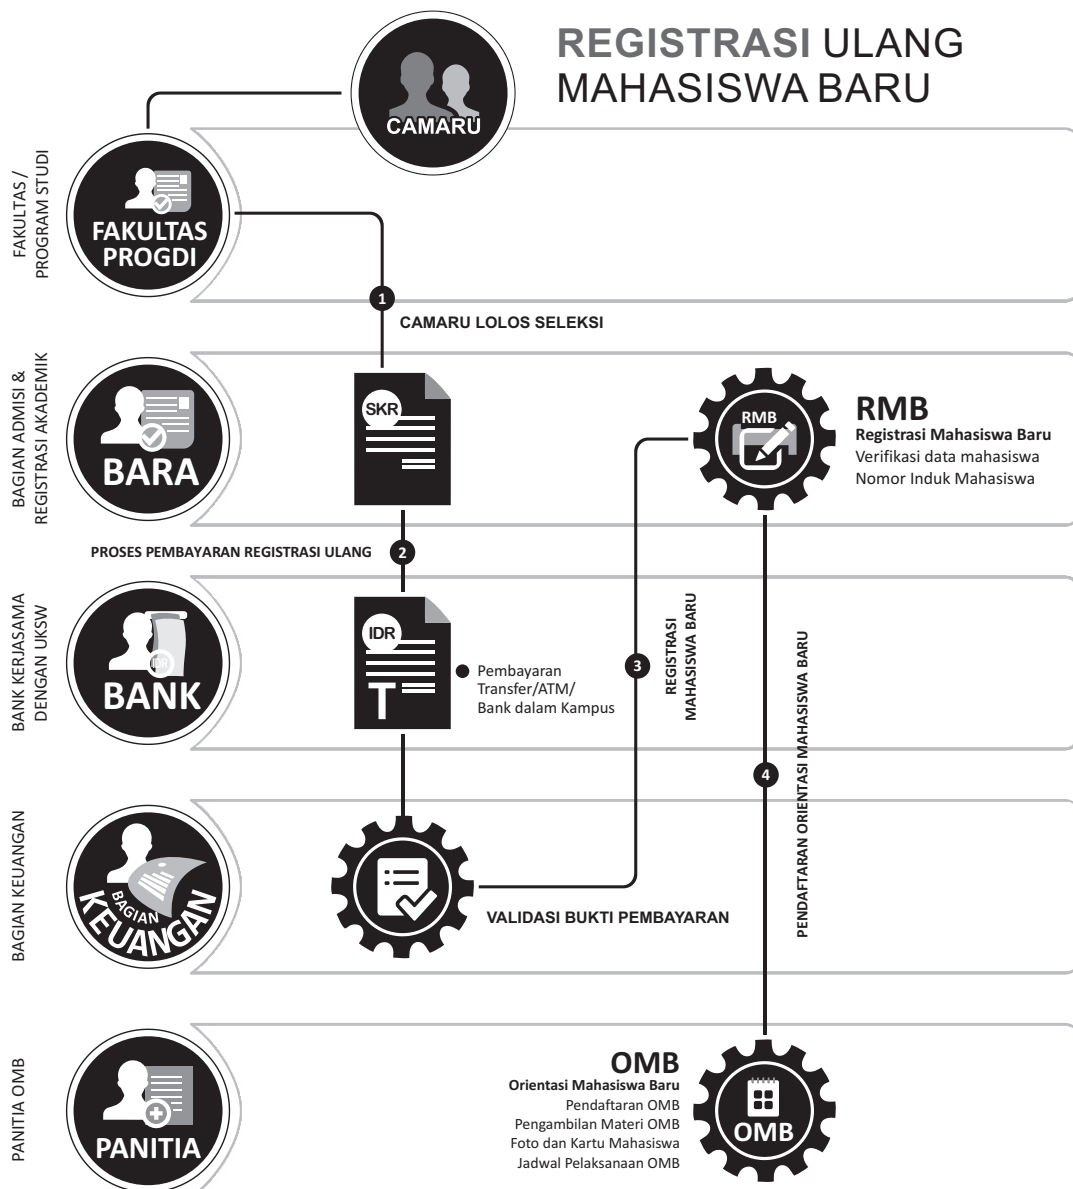 REGISTRASI ULANG
MAHASISWA BARU
CAMARU
FAKULTAS /
PROGRAM STUDI
FAKULTAS
PROGDI
1
CAMARU LOLOS SELEKSI
BAGIAN ADMISI &
REGISTRASI AKADEMIK
BARA
SKR
RMB
RMB
Registrasi Mahasiswa Baru
Verifikasi data mahasiswa
Nomor Induk Mahasiswa
PROSES PEMBAYARAN REGISTRASI ULANG
2
BANK KERJASAMA
DENGAN UKSW
IDR
BANK
IDR
T
Pembayaran
Transfer/ATM/
Bank dalam Kampus
3
REGISTRASI
MAHASISWA BARU
4
PENDAFTARAN ORIENTASI MAHASISWA BARU
BAGIAN KEUANGAN
BAGIAN
KEUANGAN
VALIDASI BUKTI PEMBAYARAN
PANITIA OMB
PANITIA
OMB
Orientasi Mahasiswa Baru
Pendaftaran OMB
Pengambilan Materi OMB
Foto dan Kartu Mahasiswa
Jadwal Pelaksanaan OMB
OMB